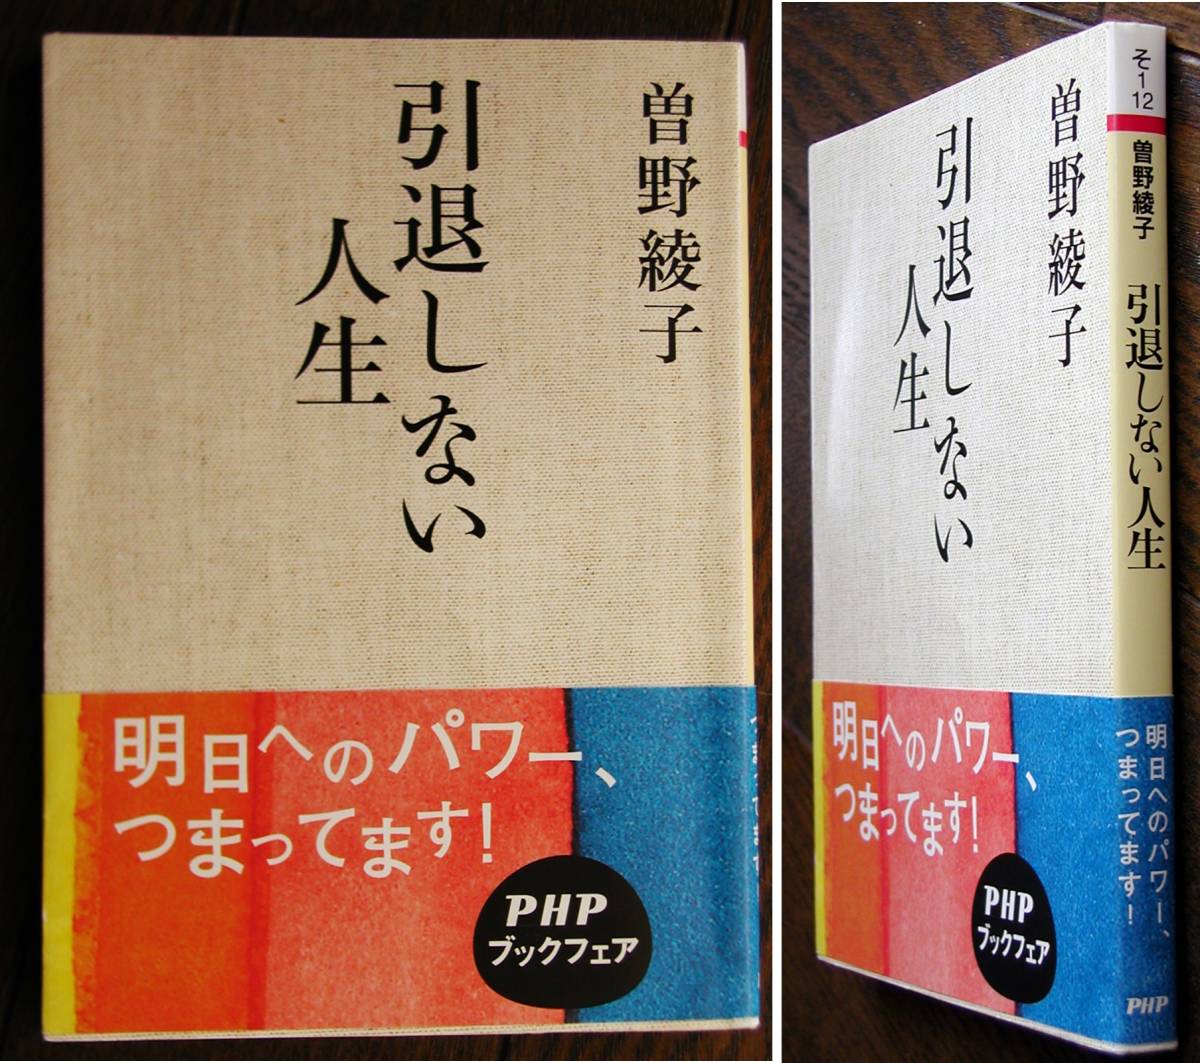 曽野綾子
引退しない
人生
明日へのパワー、
つまってます!
PHP
ブックフェア
そ
1
12
曽野綾子
引退しない人生
明日へのパワー、
つまってます!
PHP
曽野綾子
引退しない
人生
明日へのパワー、
つまってます!
PHP
ブックフェア